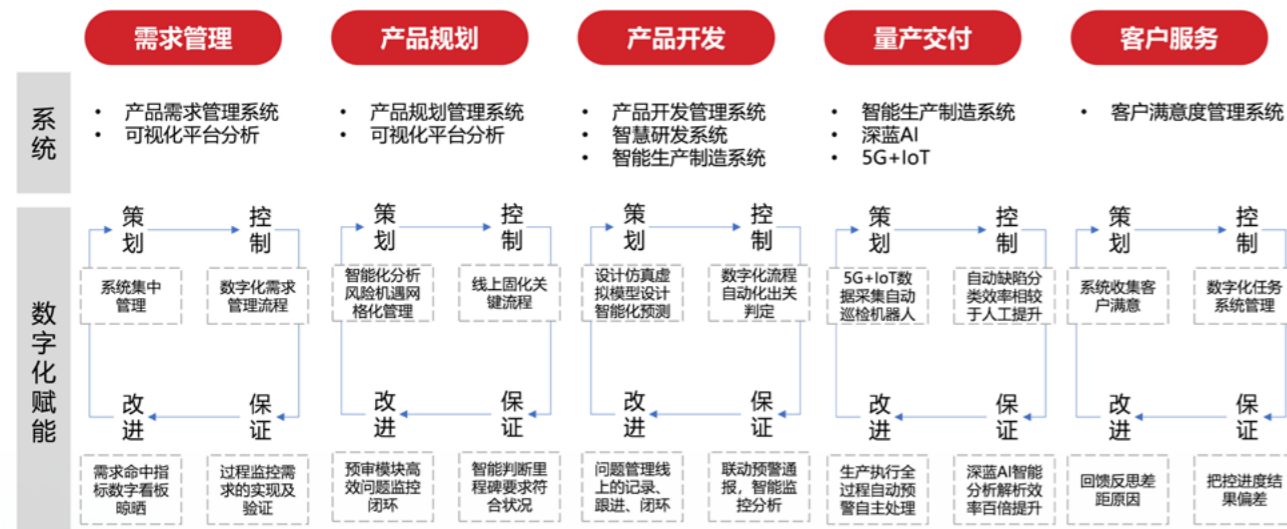 需求管理
产品规划
产品开发
量产交付
客户服务
系统
• 产品需求管理系统
• 可视化平台分析
• 产品规划管理系统
• 可视化平台分析
• 产品开发管理系统
• 智慧研发系统
• 智能生产制造系统
• 智能生产制造系统
• 深蓝AI
• 5G+IoT
• 客户满意度管理系统
数字化赋能
策划
控制
系统集中
管理
数字化需求
管理流程
改进
保证
需求命中指
标数字看板
晾晒
过程监控需
求的实现及
验证
策划
控制
智能化分析
风险机遇网
格化管理
线上固化关
键流程
改进
保证
预审模块高
效问题监控
闭环
智能判断里
程碑要求符
合状况
策划
控制
设计仿真虚
拟模型设计
智能化预测
数字化流程
自动化出关
判定
改进
保证
问题管理线
上的记录、
跟进、闭环
联动预警通
报，智能监
控分析
策划
控制
5G+IoT数
据采集自动
巡检机器人
自动缺陷分
类效率相较
于人工提升
改进
保证
生产执行全
过程自动预
警自主处理
深蓝AI智能
分析解析效
率百倍提升
策划
控制
系统收集客
户满意
数字化任务
系统管理
改进
保证
回馈反思差
距原因
把控进度结
果偏差